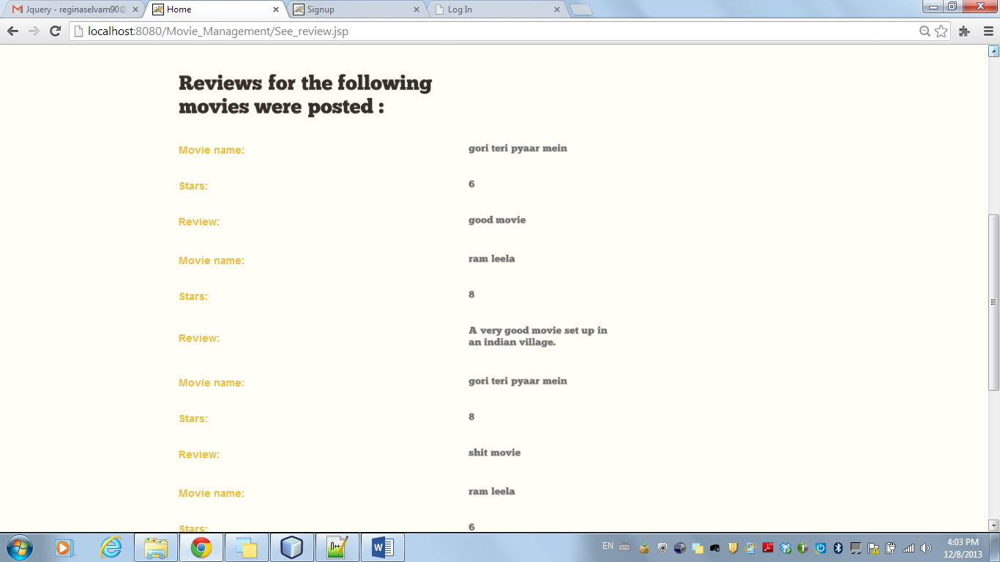 Jquery - reginaselvam90@
Home
Signup
Log In
localhost:8080/Movie_Management/See_review.jsp
Reviews for the following
movies were posted :
Movie name: gori teri pyaar mein
Stars: 6
Review: good movie
Movie name: ram leela
Stars: 8
Review: A very good movie set up in
an indian village.
Movie name: gori teri pyaar mein
Stars: 8
Review: shit movie
Movie name: ram leela
Stars: 6
EN
4:03 PM
12/8/2013